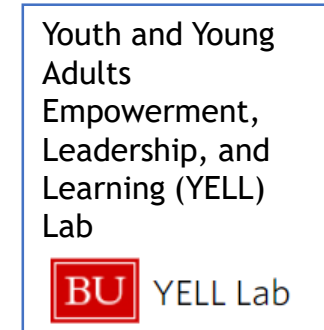 Youth and Young
Adults
Empowerment,
Leadership, and
Learning (YELL)
Lab
BU YELL Lab